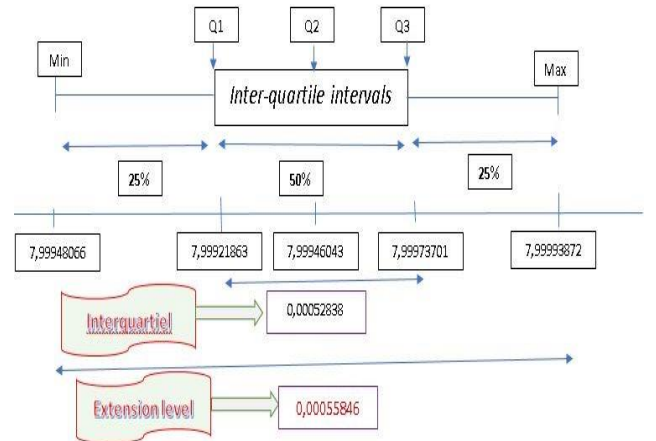 Q1 Q2 Q3
Min
Max
Inter-quartile intervals
25% 50% 25%
7,99948066 7,99921863 7,99946043 7,99973701 7,99993872
Interquartiel
0,00052838
Extension level
0,00055846